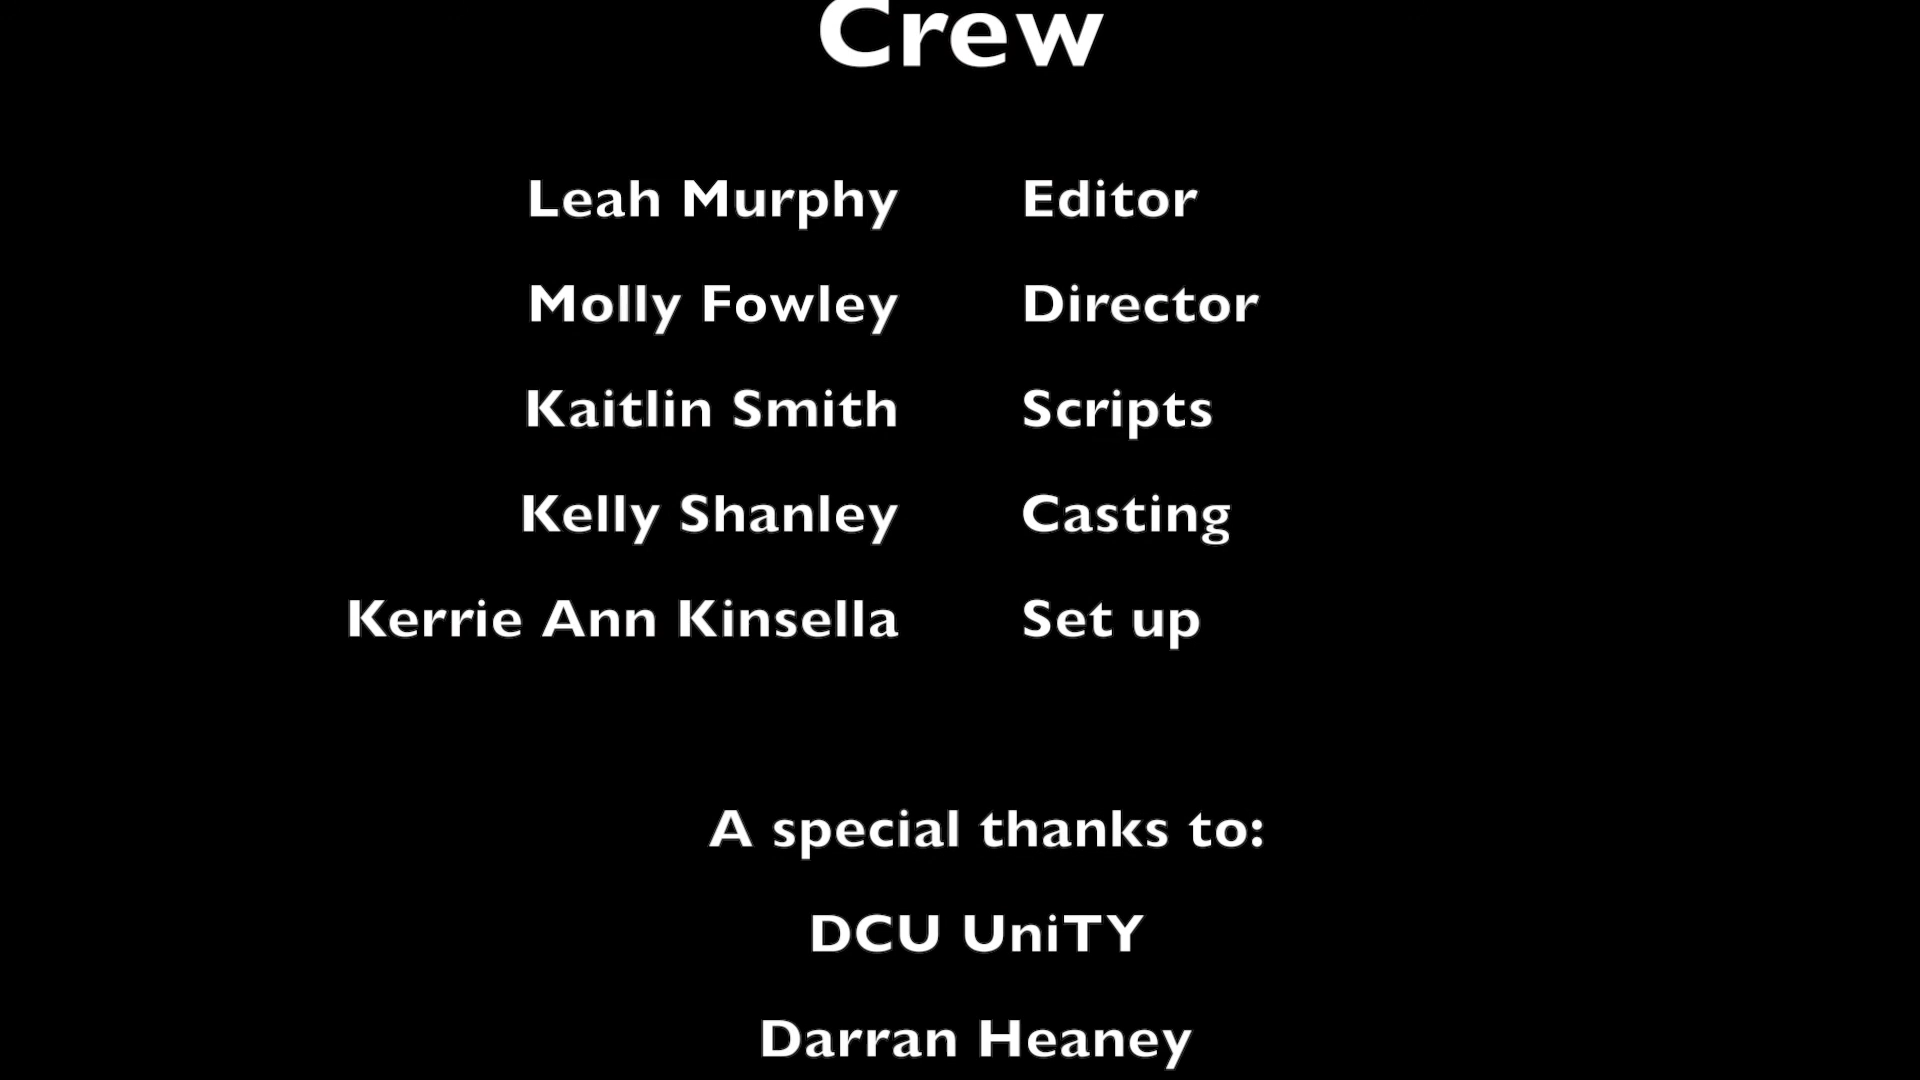 Crew
Leah Murphy Editor
Molly Fowley Director
Kaitlin Smith Scripts
Kelly Shanley Casting
Kerrie Ann Kinsella Set up
A special thanks to:
DCU UniTY
Darran Heaney